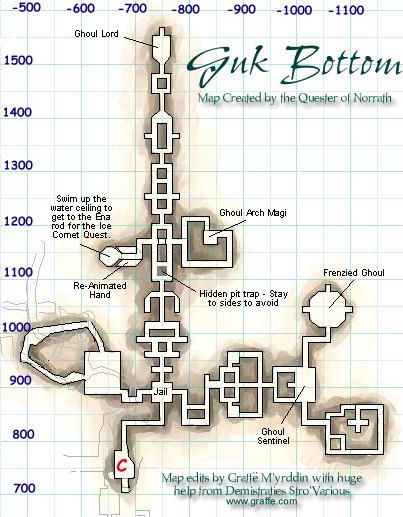 -500 -600 -700 -800 -900 -1000 -1100
Ghoul Lord
Guk Bottom
Map Created by the Quester of Norrath
1500
1400
1300
1200
1100
1000
900
800
700
Swim up the
water ceiling to
get to the Ena
rod for the Ice
Comet Quest.
Ghoul Arch Magi
Re-Animated
Hand
Hidden pit trap - Stay
to sides to avoid
Frenzied Ghoul
Jail
Ghoul
Sentinel
C
Map edits by Graffe M'yrddin with huge
help from Demistraties Stro'Various
www.graffe.com